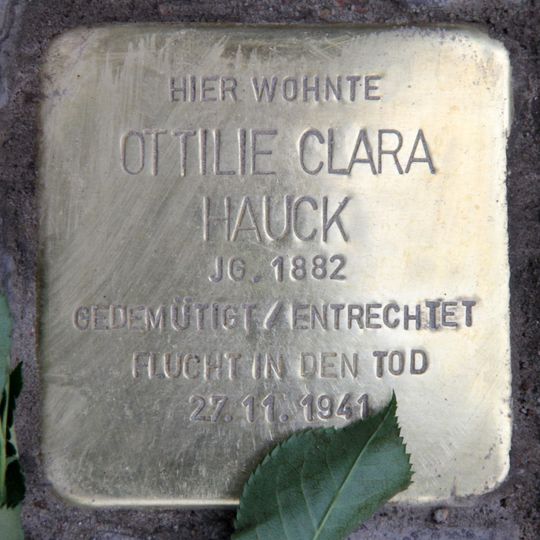 HIER WOHNTE
OTTILIE CLARA
HAUCK
JG. 1882
GEDEMÜTIGT/ENTRECHTET
FLUCHT IN DEN TOD
27.11.1941